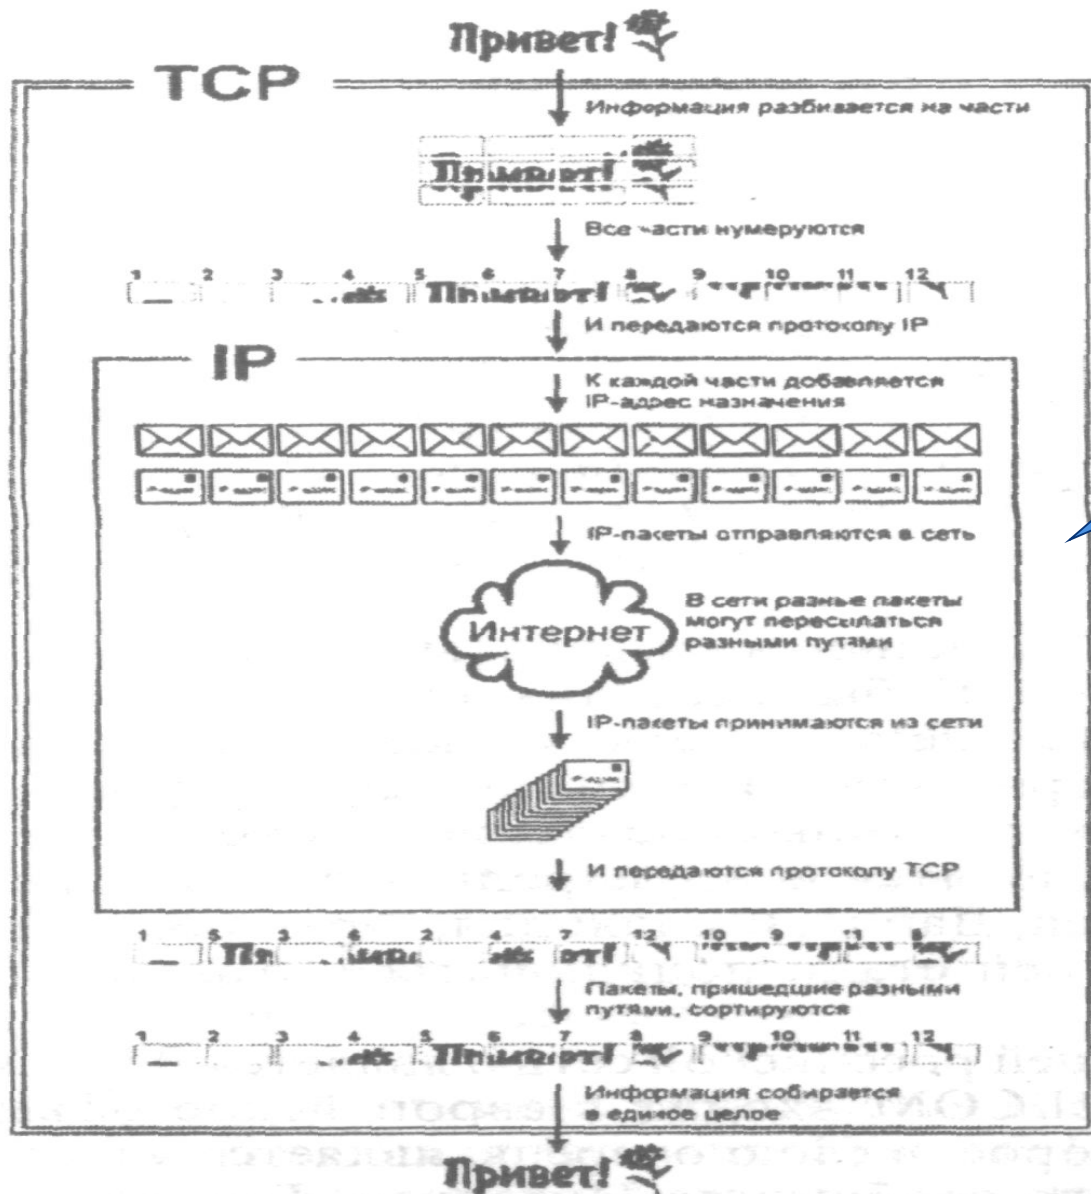 Привет!
TCP
Информация разбивается на части
Привет!
Все части нумеруются
1 2 3 4 5 6 7 8 9 10 11 12
И передаются протоколу IP
IP
К каждой части добавляется
IP-адрес назначения
IP-пакеты отправляются в сеть
Интернет
В сети разные пакеты
могут пересылаться
разными путями
IP-пакеты принимаются из сети
И передаются протоколу TCP
1 5 3 6 2 4 7 12 10 9 11 8
Пакеты, пришедшие разными
путями, сортируются
1 2 3 4 5 6 7 8 9 10 11 12
Информация собирается
в единое целое
Привет!